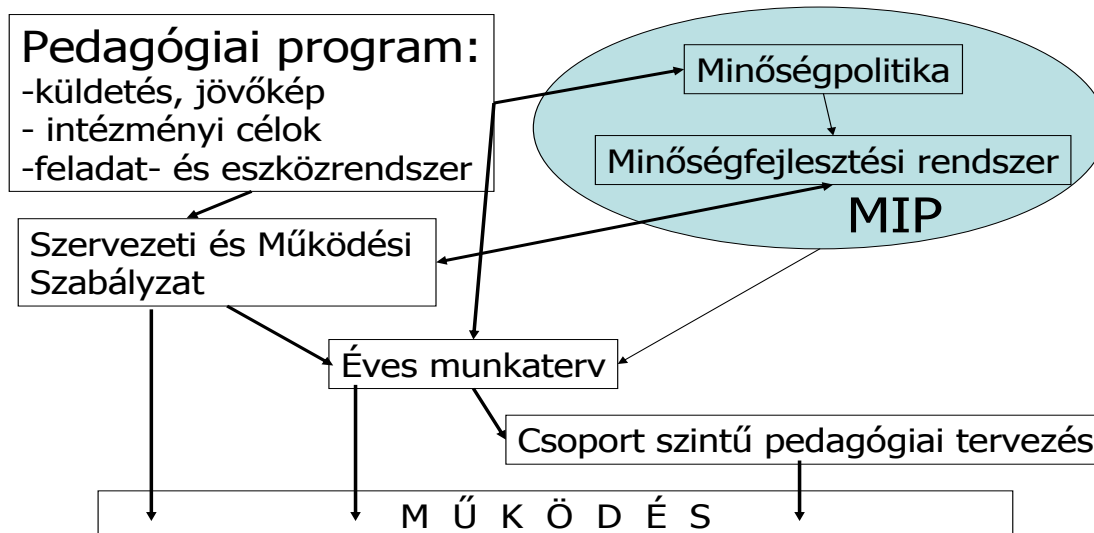 Pedagógiai program:
-küldetés, jövőkép
- intézményi célok
-feladat- és eszközrendszer
Minőségpolitika
Minőségfejlesztési rendszer
MIP
Szervezeti és Működési
Szabályzat
Éves munkaterv
Csoport szintű pedagógiai tervezés
M Ű K Ö D É S